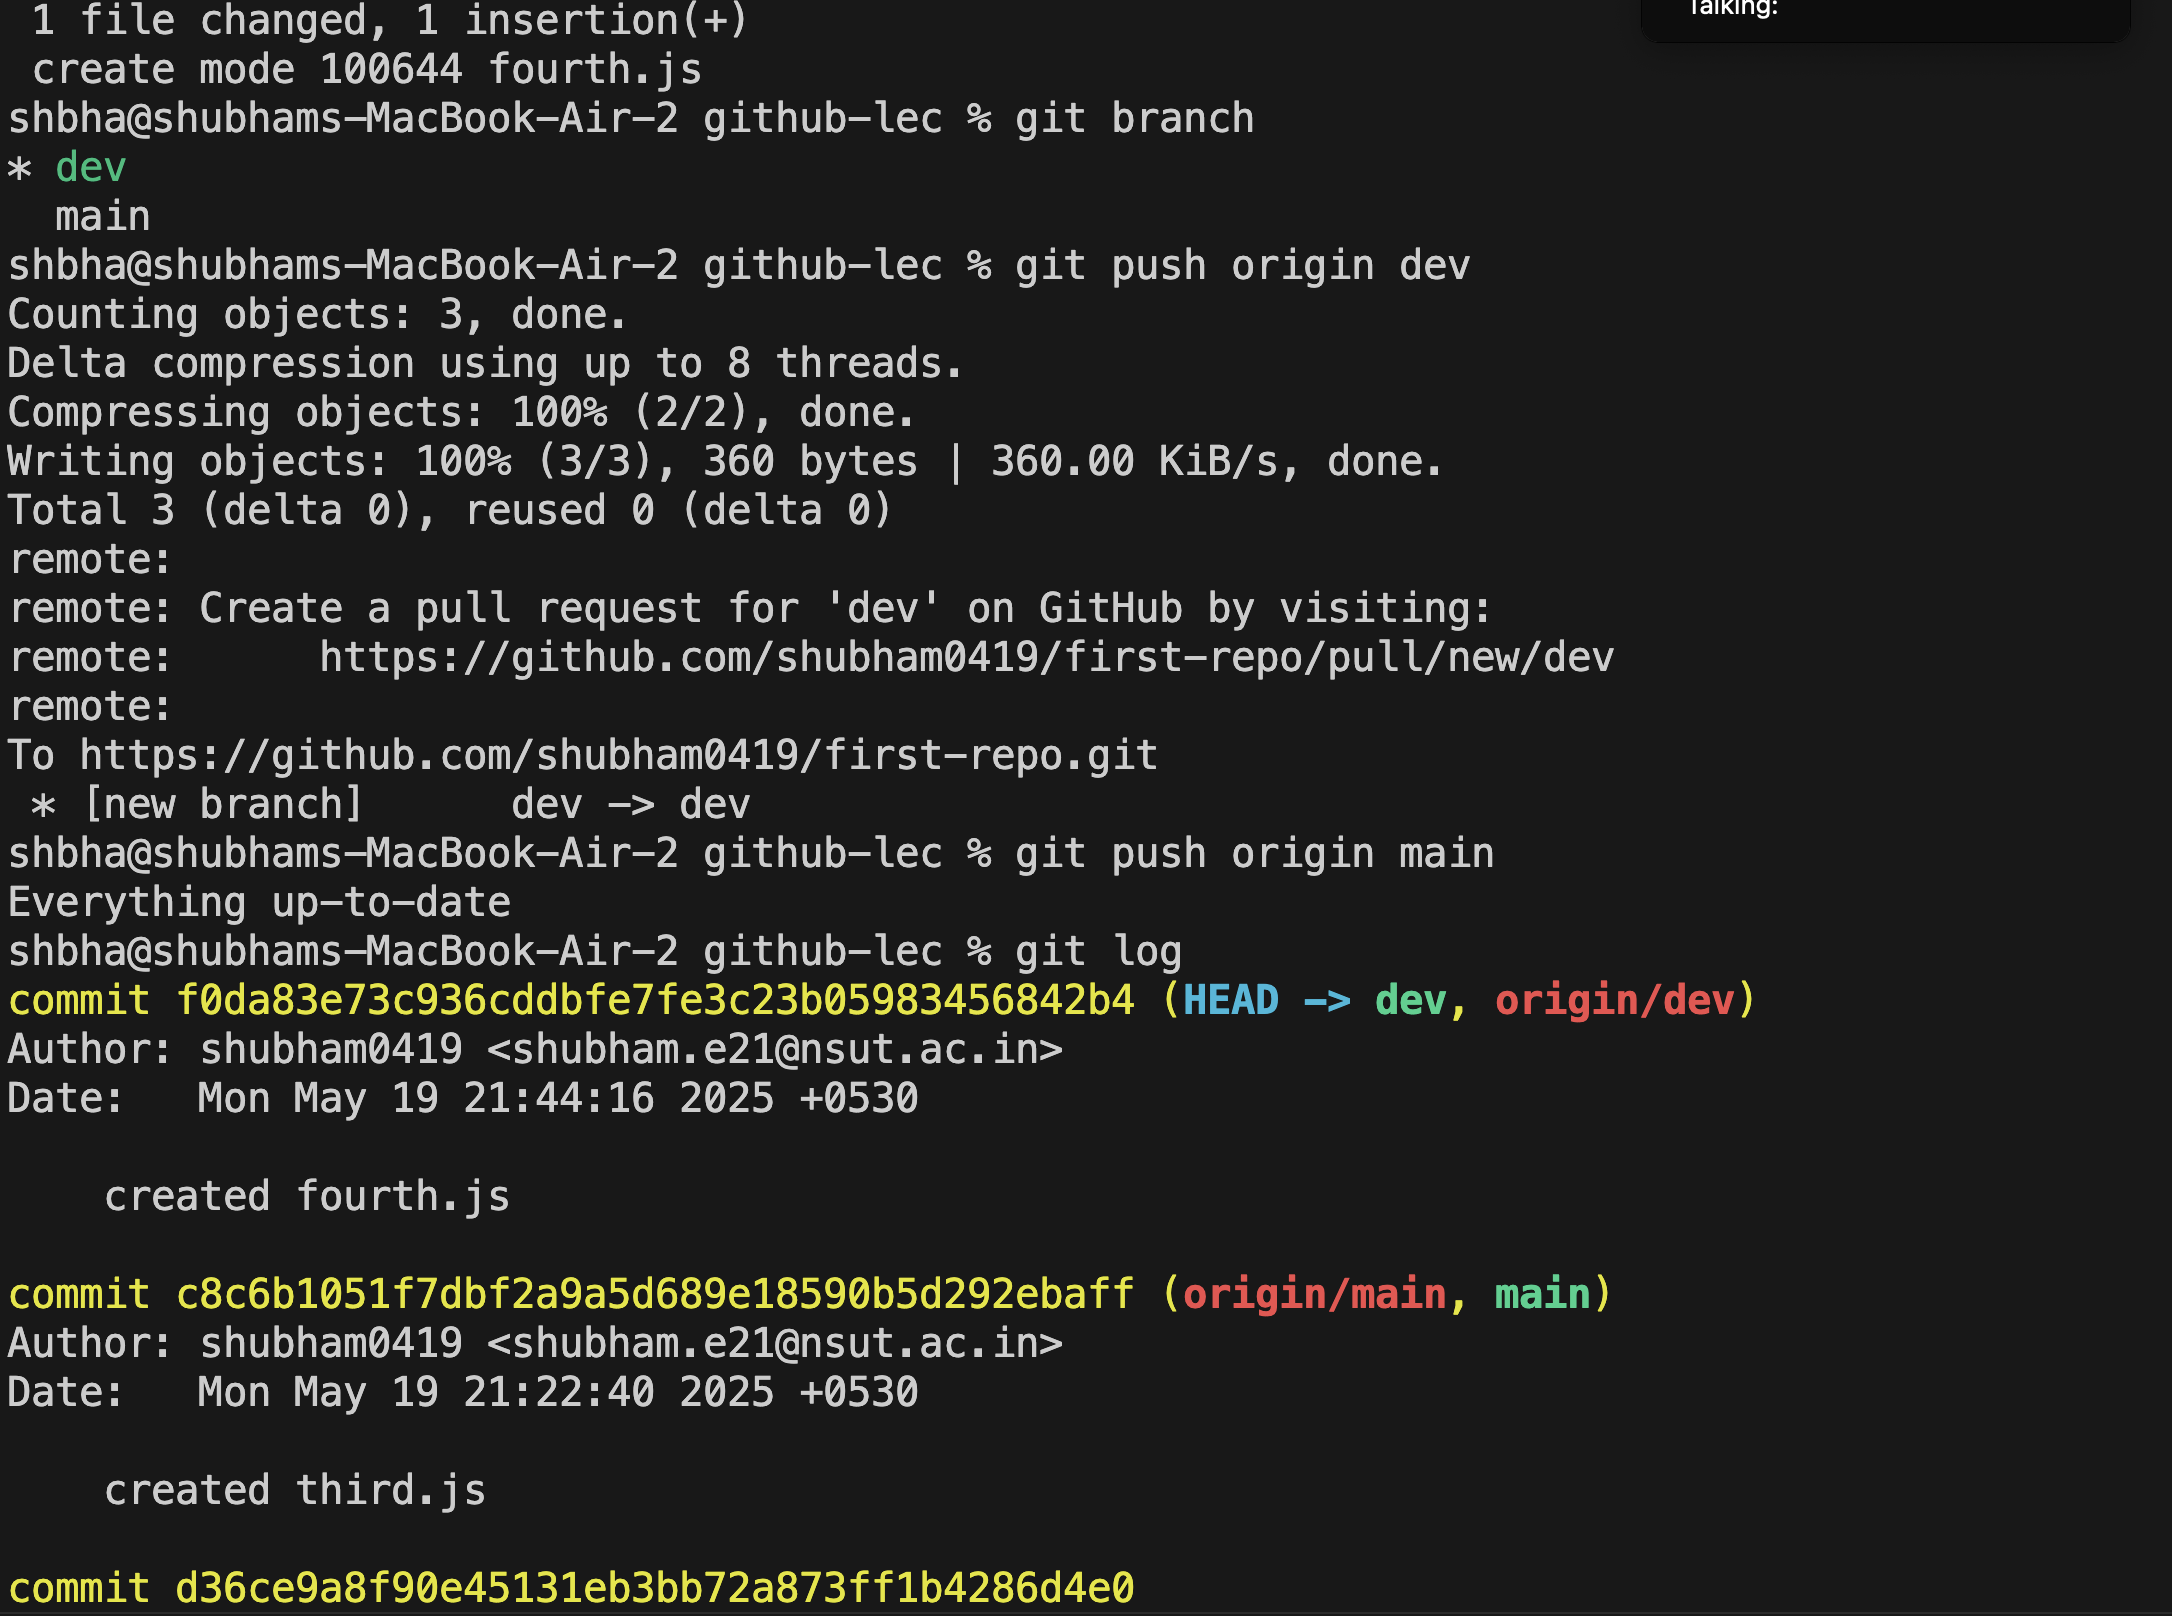 Talking:
1 file changed, 1 insertion(+)
create mode 100644 fourth.js
shbha@shubhams-MacBook-Air-2 github-lec % git branch
* dev
main
shbha@shubhams-MacBook-Air-2 github-lec % git push origin dev
Counting objects: 3, done.
Delta compression using up to 8 threads.
Compressing objects: 100% (2/2), done.
Writing objects: 100% (3/3), 360 bytes | 360.00 KiB/s, done.
Total 3 (delta 0), reused 0 (delta 0)
remote:
remote: Create a pull request for 'dev' on GitHub by visiting:
remote:      https://github.com/shubham0419/first-repo/pull/new/dev
remote:
To https://github.com/shubham0419/first-repo.git
* [new branch]      dev -> dev
shbha@shubhams-MacBook-Air-2 github-lec % git push origin main
Everything up-to-date
shbha@shubhams-MacBook-Air-2 github-lec % git log
commit f0da83e73c936cddbfe7fe3c23b05983456842b4 (HEAD -> dev, origin/dev)
Author: shubham0419 <shubham.e21@nsut.ac.in>
Date:   Mon May 19 21:44:16 2025 +0530
created fourth.js
commit c8c6b1051f7dbf2a9a5d689e18590b5d292ebaff (origin/main, main)
Author: shubham0419 <shubham.e21@nsut.ac.in>
Date:   Mon May 19 21:22:40 2025 +0530
created third.js
commit d36ce9a8f90e45131eb3bb72a873ff1b4286d4e0